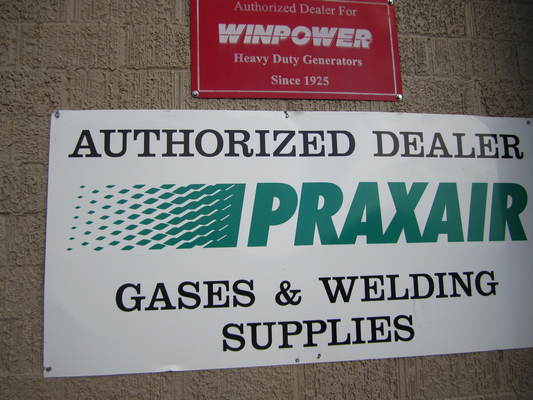 Authorized Dealer For
WINPOWER
Heavy Duty Generators
Since 1925
AUTHORIZED DEALER
PRAXAIR
GASES & WELDING
SUPPLIES